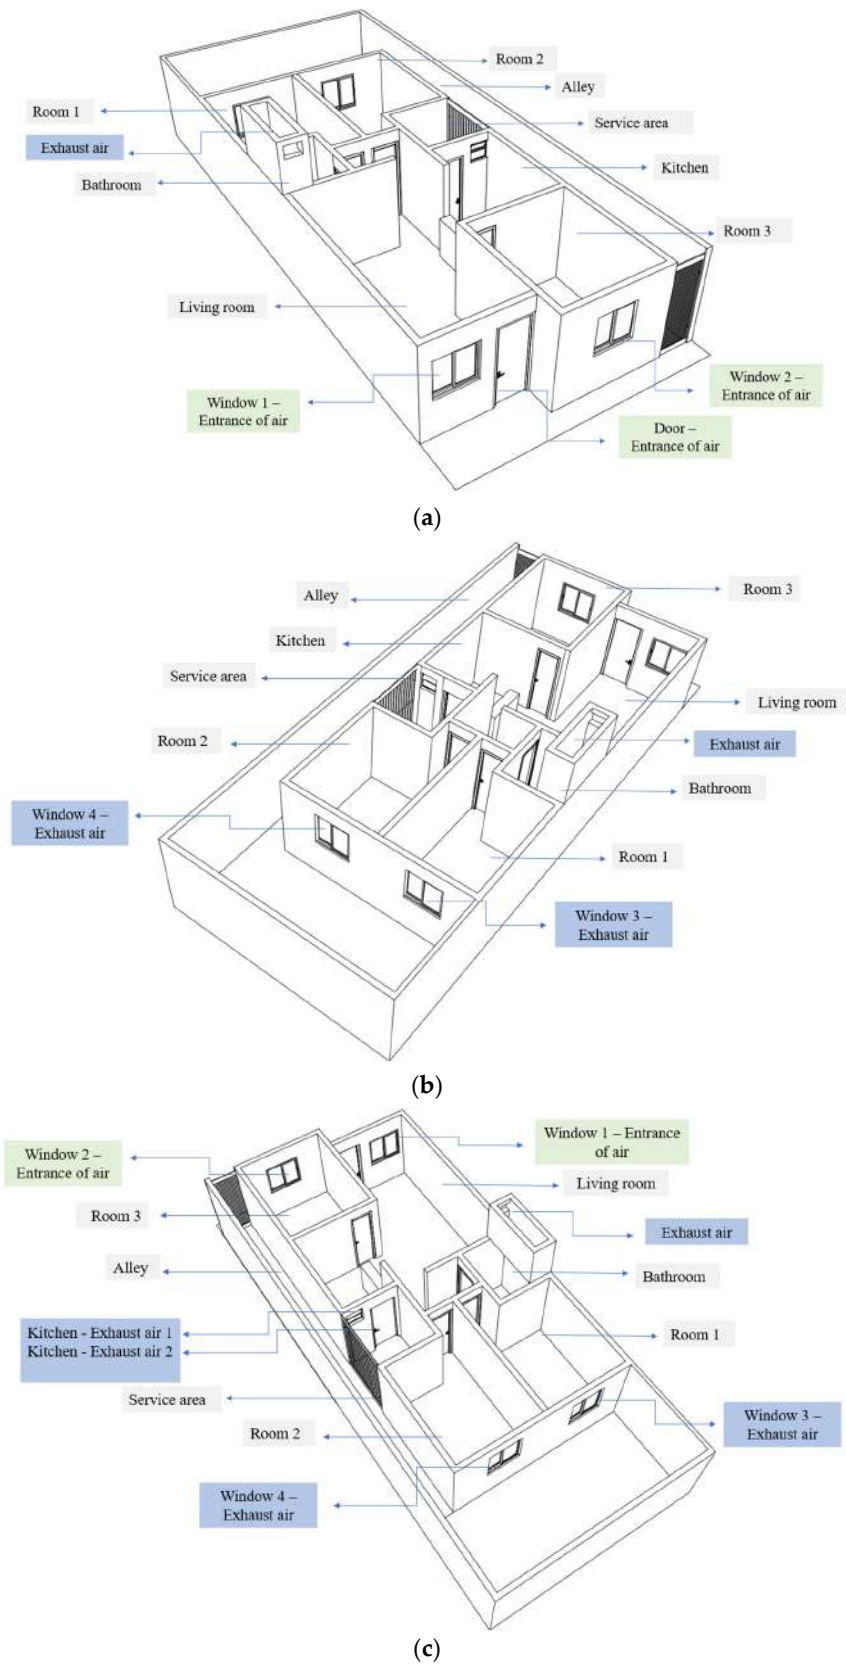 Room 2
Alley
Room 1
Service area
Exhaust air
Kitchen
Bathroom
Room 3
Living room
Window 1 –
Entrance of air
Window 2 –
Entrance of air
Door –
Entrance of air
(a)
Alley
Room 3
Kitchen
Service area
Living room
Room 2
Exhaust air
Bathroom
Window 4 –
Exhaust air
Room 1
Window 3 –
Exhaust air
(b)
Window 1 – Entrance
of air
Window 2 –
Entrance of air
Living room
Room 3
Exhaust air
Alley
Bathroom
Kitchen - Exhaust air 1
Kitchen - Exhaust air 2
Room 1
Service area
Window 3 –
Exhaust air
Room 2
Window 4 –
Exhaust air
(c)